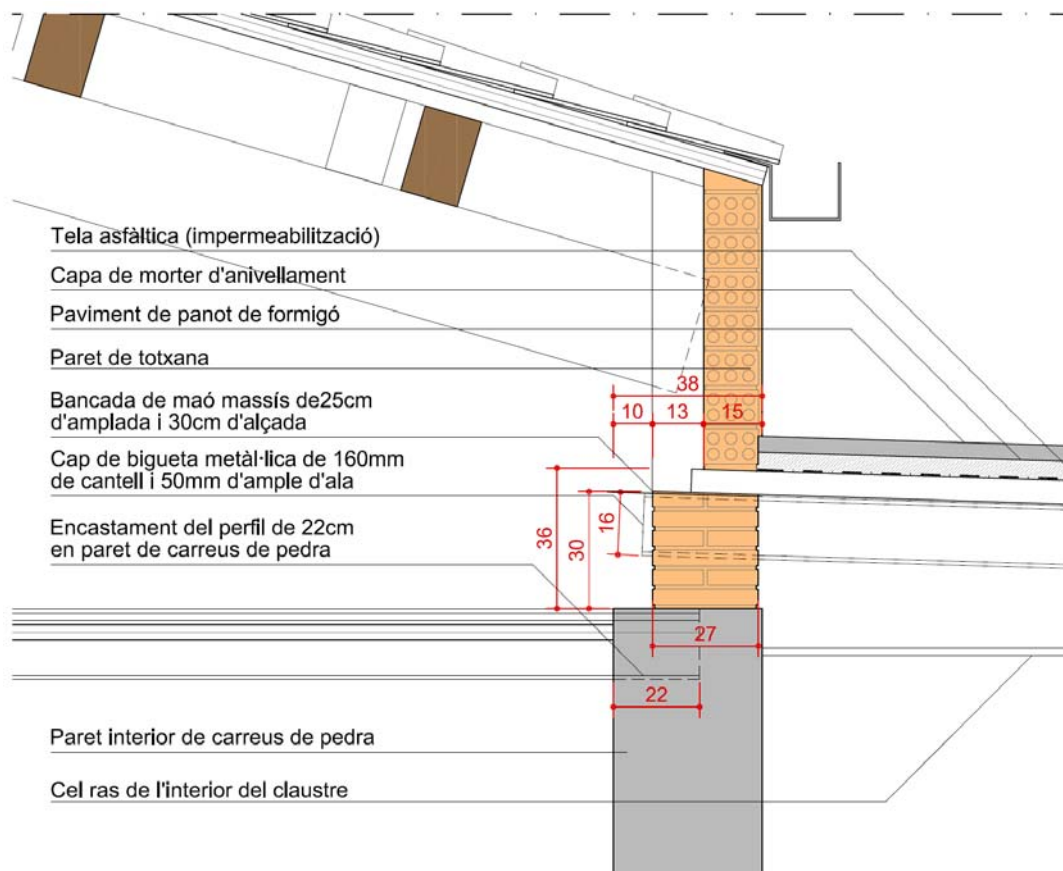 Tela asfàltica (impermeabilització)
Capa de morter d'anivellament
Paviment de panot de formigó
Paret de totxana
Bancada de maó massís de25cm
d'amplada i 30cm d'alçada
Cap de bigueta metàl·lica de 160mm
de cantell i 50mm d'ample d'ala
Encastament del perfil de 22cm
en paret de carreus de pedra
Paret interior de carreus de pedra
Cel ras de l'interior del claustre
38
10 13 15
36
30
16
27
22